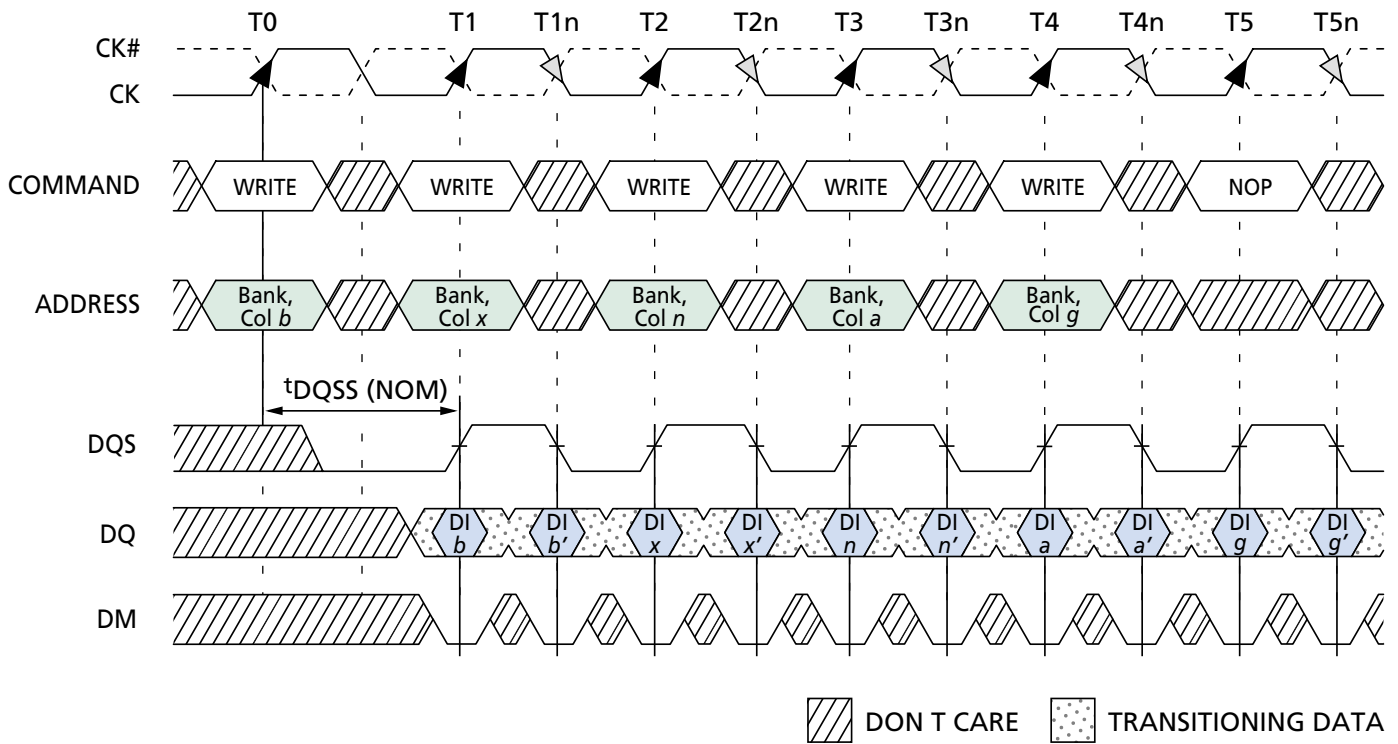 T0 T1 T1n T2 T2n T3 T3n T4 T4n T5 T5n
CK#
CK
COMMAND WRITE WRITE WRITE WRITE WRITE NOP
ADDRESS Bank, Col b Bank, Col x Bank, Col n Bank, Col a Bank, Col g
tDQSS (NOM)
DQS
DQ DI b DI b’ DI x DI x’ DI n DI n’ DI a DI a’ DI g DI g’
DM
DON T CARE TRANSITIONING DATA